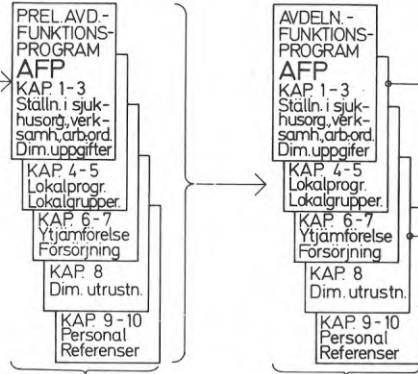 PREL.AVD.-
FUNKTIONS-
PROGRAM
AFP
KAP. 1-3
Ställn. i sjuk-
husorg., verk-
samh., arb.ord.
Dim. uppgifter
KAP. 4-5
Lokalprogr.
Lokalgrupper.
KAP. 6-7
Ytjämförelse
Försörjning
KAP. 8
Dim. utrustn.
KAP. 9-10
Personal
Referenser
AVDELN.-
FUNKTIONS-
PROGRAM
AFP
KAP. 1-3
Ställn. i sjuk-
husorg., verk-
samh., arb.ord.
Dim. uppgifer
KAP. 4-5
Lokalprogr.
Lokalgrupper.
KAP. 6-7
Ytjämförelse
Försörjning
KAP. 8
Dim. utrustn.
KAP. 9-10
Personal
Referenser